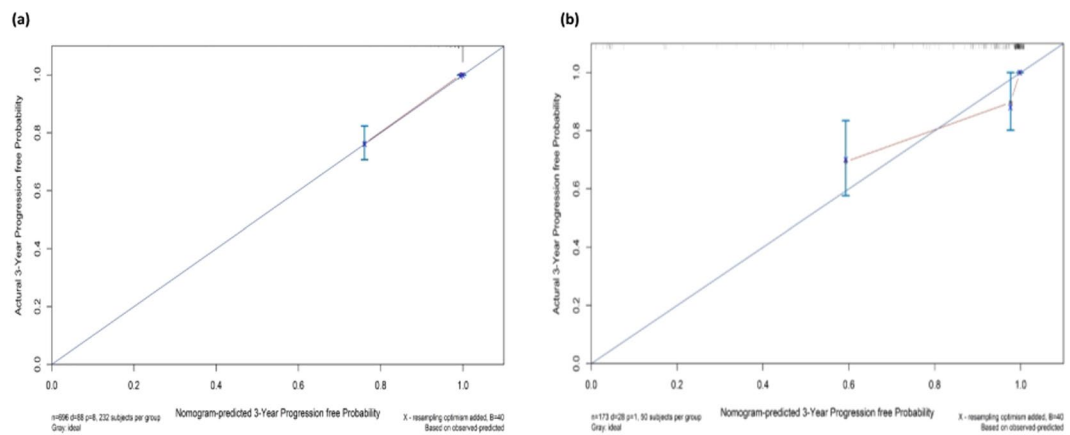 (a)
(b)
Actural 3-Year Progression free Probability
1.0
0.8
0.6
0.4
0.2
0.0
0.0 0.2 0.4 0.6 0.8 1.0
n=696 d=88 p=8, 232 subjects per group
Gray: ideal
Nomogram-predicted 3-Year Progression free Probability
X - resampling optimism added, B=40
Based on observed-predicted
Actural 3-Year Progression free Probability
1.0
0.8
0.6
0.4
0.2
0.0
0.0 0.2 0.4 0.6 0.8 1.0
n=173 d=28 p=1, 50 subjects per group
Gray: ideal
Nomogram-predicted 3-Year Progression free Probability
X - resampling optimism added, B=40
Based on observed-predicted